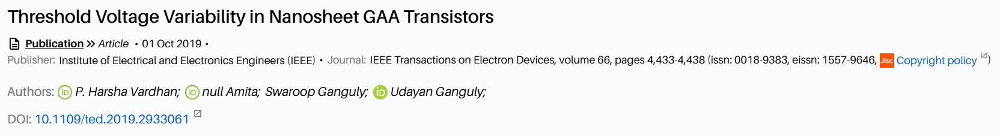 Threshold Voltage Variability in Nanosheet GAA Transistors
Publication » Article • 01 Oct 2019 •
Publisher: Institute of Electrical and Electronics Engineers (IEEE) • Journal: IEEE Transactions on Electron Devices, volume 66, pages 4,433-4,438 (issn: 0018-9383, eissn: 1557-9646, Jisc Copyright policy )
Authors: iD P. Harsha Vardhan; iD null Amita; Swaroop Ganguly; iD Udayan Ganguly;
DOI: 10.1109/ted.2019.2933061